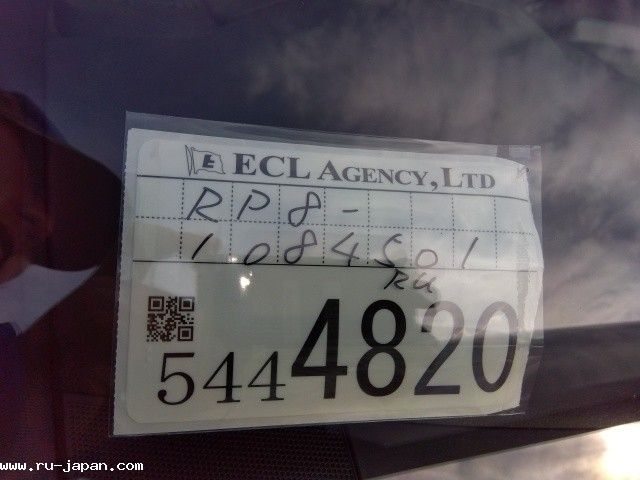 E ECL AGENCY, LTD
RP8-
1084501
RU
5444820
www.ru-japan.com